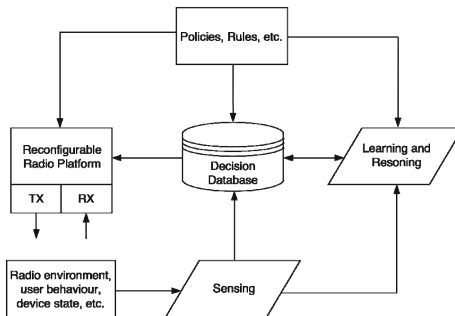 Policies, Rules, etc.
Reconfigurable
Radio Platform
TX
RX
Decision
Database
Learning and
Resoning
Radio environment,
user behaviour,
device state, etc.
Sensing